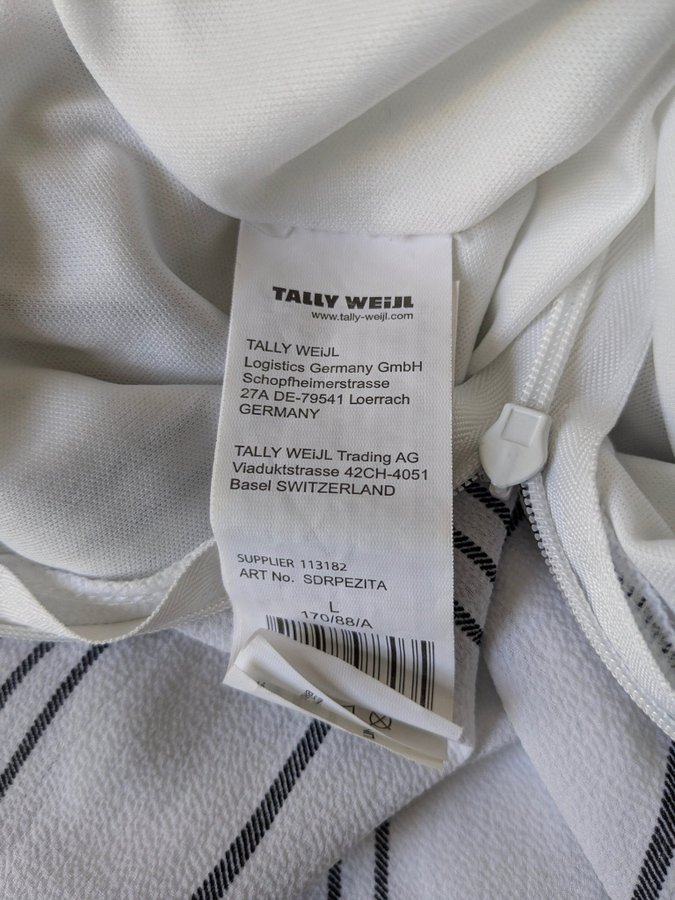 TALLY WEiJL
www.tally-weijl.com
TALLY WEiJL
Logistics Germany GmbH
Schopfheimerstrasse
27A DE-79541 Loerrach
GERMANY
TALLY WEiJL Trading AG
Viaduktstrasse 42CH-4051
Basel SWITZERLAND
SUPPLIER 113182
ART No. SDRPEZITA
L
170/88/A